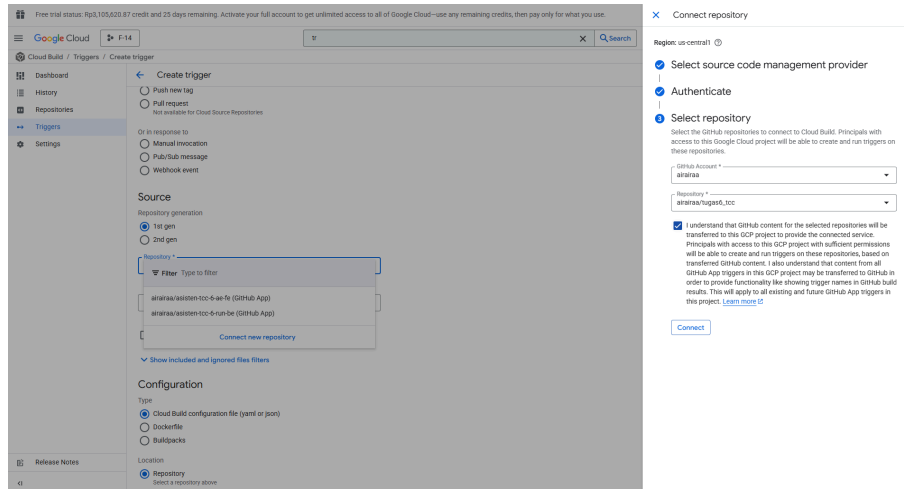 Free trial status: Rp3,105,620.87 credit and 25 days remaining. Activate your full account to get unlimited access to all of Google Cloud—use any remaining credits, then pay only for what you use.
Google Cloud
F-14
tr
Search
Cloud Build / Triggers / Create trigger
Dashboard
History
Repositories
Triggers
Settings
Release Notes
Create trigger
Push new tag
Pull request
Not available for Cloud Source Repositories
Or in response to
Manual invocation
Pub/Sub message
Webhook event
Source
Repository generation
1st gen
2nd gen
Repository *
Filter Type to filter
airairaa/asisten-tcc-6-ae-fe (GitHub App)
airairaa/asisten-tcc-6-run-be (GitHub App)
Connect new repository
Show included and ignored files filters
Configuration
Type
Cloud Build configuration file (yaml or json)
Dockerfile
Buildpacks
Location
Repository
Select a repository above
Connect repository
Region: us-central1
Select source code management provider
Authenticate
3 Select repository
Select the GitHub repositories to connect to Cloud Build. Principals with
access to this Google Cloud project will be able to create and run triggers on
these repositories.
GitHub Account *
airairaa
Repository *
airairaa/tugas6_tcc
I understand that GitHub content for the selected repositories will be
transferred to this GCP project to provide the connected service.
Principals with access to this GCP project with sufficient permissions
will be able to create and run triggers on these repositories, based on
transferred GitHub content. I also understand that content from all
GitHub App triggers in this GCP project may be transferred to GitHub in
order to provide functionality like showing trigger names in GitHub build
results. This will apply to all existing and future GitHub App triggers in
this project. Learn more
Connect